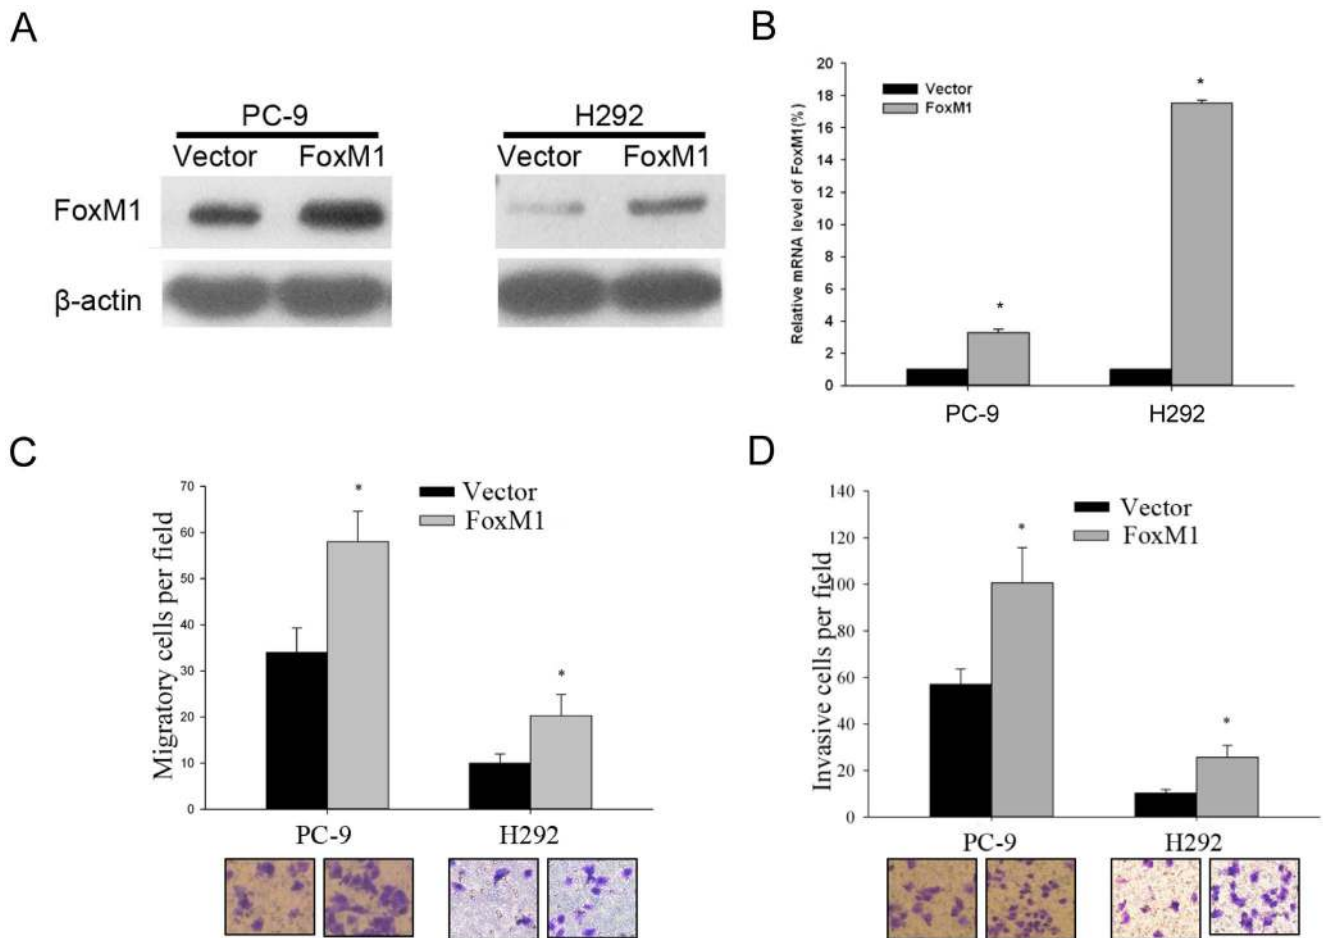 A
PC-9
H292
Vector FoxM1
Vector FoxM1
FoxM1
β-actin
B
Relative mRNA level of FoxM1(%)
20
18
16
14
12
10
8
6
4
2
0
Vector
FoxM1
*
*
PC-9
H292
C
Migratory cells per field
70
60
50
40
30
20
10
0
Vector
FoxM1
*
*
PC-9
H292
D
Invasive cells per field
140
120
100
80
60
40
20
0
Vector
FoxM1
*
*
PC-9
H292